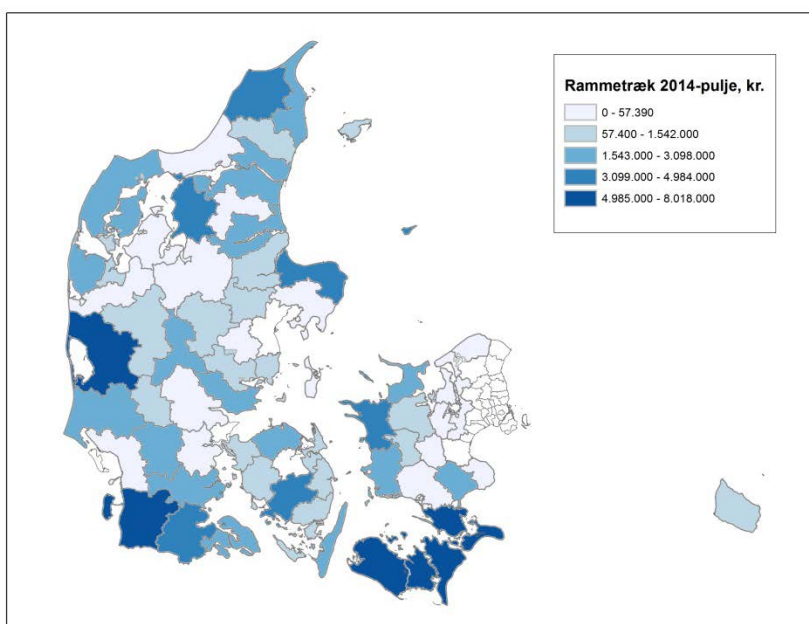 Rammetræk 2014-pulje, kr.
0 - 57.390
57.400 - 1.542.000
1.543.000 - 3.098.000
3.099.000 - 4.984.000
4.985.000 - 8.018.000